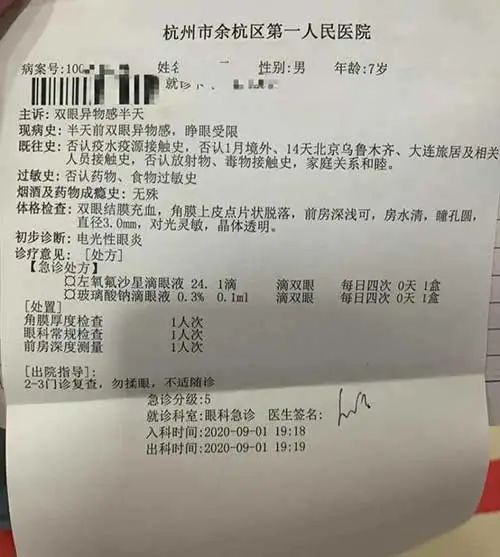 杭州市余杭区第一人民医院
病案号:100 姓名 性别:男 年龄:7岁
就诊
主诉: 双眼异物感半天
现病史: 半天前双眼异物感, 睁眼受限
既往史: 否认疫水疫源接触史, 否认1月境外、14天北京乌鲁木齐、大连旅居及相关
人员接触史, 否认放射物、毒物接触史, 家庭关系和睦。
过敏史: 否认药物、食物过敏史
烟酒及药物成瘾史: 无殊
体格检查: 双眼结膜充血, 角膜上皮点片状脱落, 前房深浅可, 房水清, 瞳孔圆,
直径3.0mm, 对光灵敏, 晶体透明。
初步诊断: 电光性眼炎
诊疗意见: [处方]
【急诊处方】
¤左氧氟沙星滴眼液 24. 1滴 滴双眼 每日四次 0天 1盒
¤玻璃酸钠滴眼液 0.3% 0.1ml 滴双眼 每日四次 0天 1盒
[处置]
角膜厚度检查 1人次
眼科常规检查 1人次
前房深度测量 1人次
[出院指导]:
2-3门诊复查, 勿揉眼, 不适随诊
急诊分级:5
就诊科室:眼科急诊 医生签名:
入科时间:2020-09-01 19:18
出科时间:2020-09-01 19:19